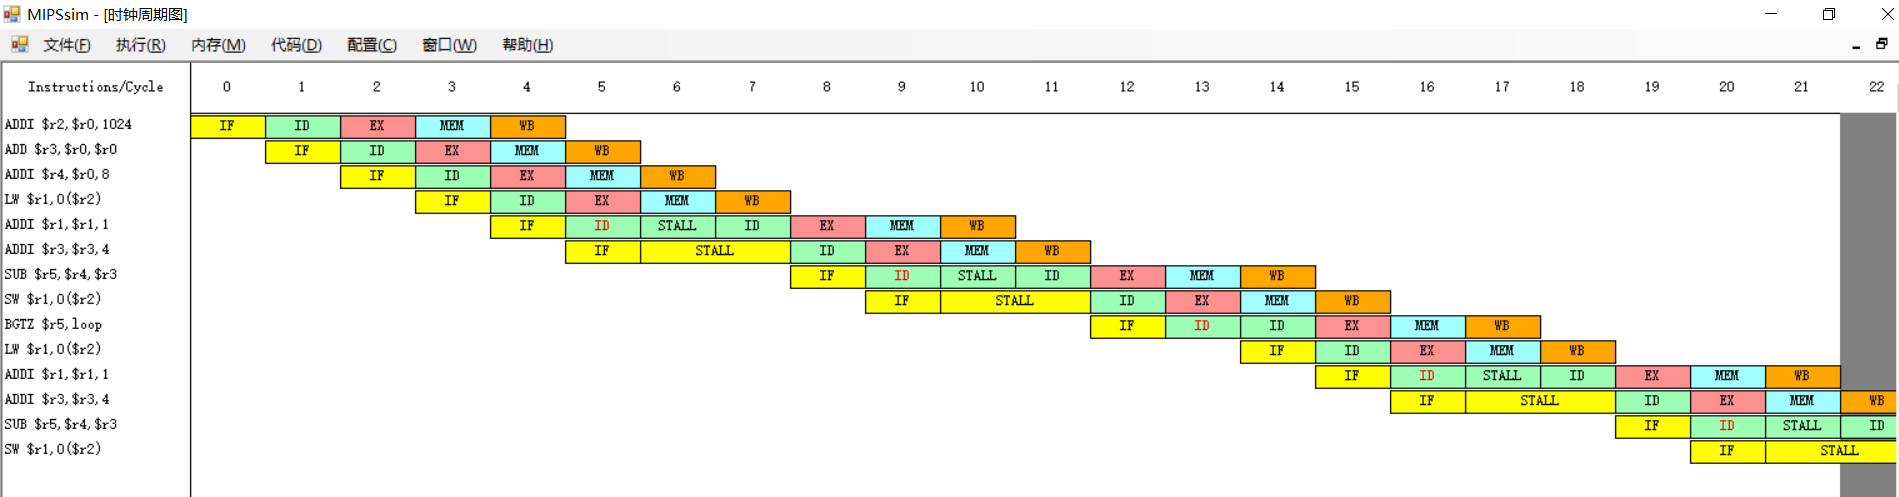 MIPSsim - [时钟周期图]
文件(F) 执行(R) 内存(M) 代码(D) 配置(C) 窗口(W) 帮助(H)
Instructions/Cycle 0 1 2 3 4 5 6 7 8 9 10 11 12 13 14 15 16 17 18 19 20 21 22
ADDI $r2,$r0,1024 IF ID EX MEM WB
ADD $r3,$r0,$r0 IF ID EX MEM WB
ADDI $r4,$r0,8 IF ID EX MEM WB
LW $r1,0($r2) IF ID EX MEM WB
ADDI $r1,$r1,1 IF ID STALL ID EX MEM WB
ADDI $r3,$r3,4 IF STALL ID EX MEM WB
SUB $r5,$r4,$r3 IF ID STALL ID EX MEM WB
SW $r1,0($r2) IF STALL ID EX MEM WB
BGTZ $r5,loop IF ID ID EX MEM WB
LW $r1,0($r2) IF ID EX MEM WB
ADDI $r1,$r1,1 IF ID STALL ID EX MEM WB
ADDI $r3,$r3,4 IF STALL ID EX MEM WB
SUB $r5,$r4,$r3 IF ID STALL ID
SW $r1,0($r2) IF STALL